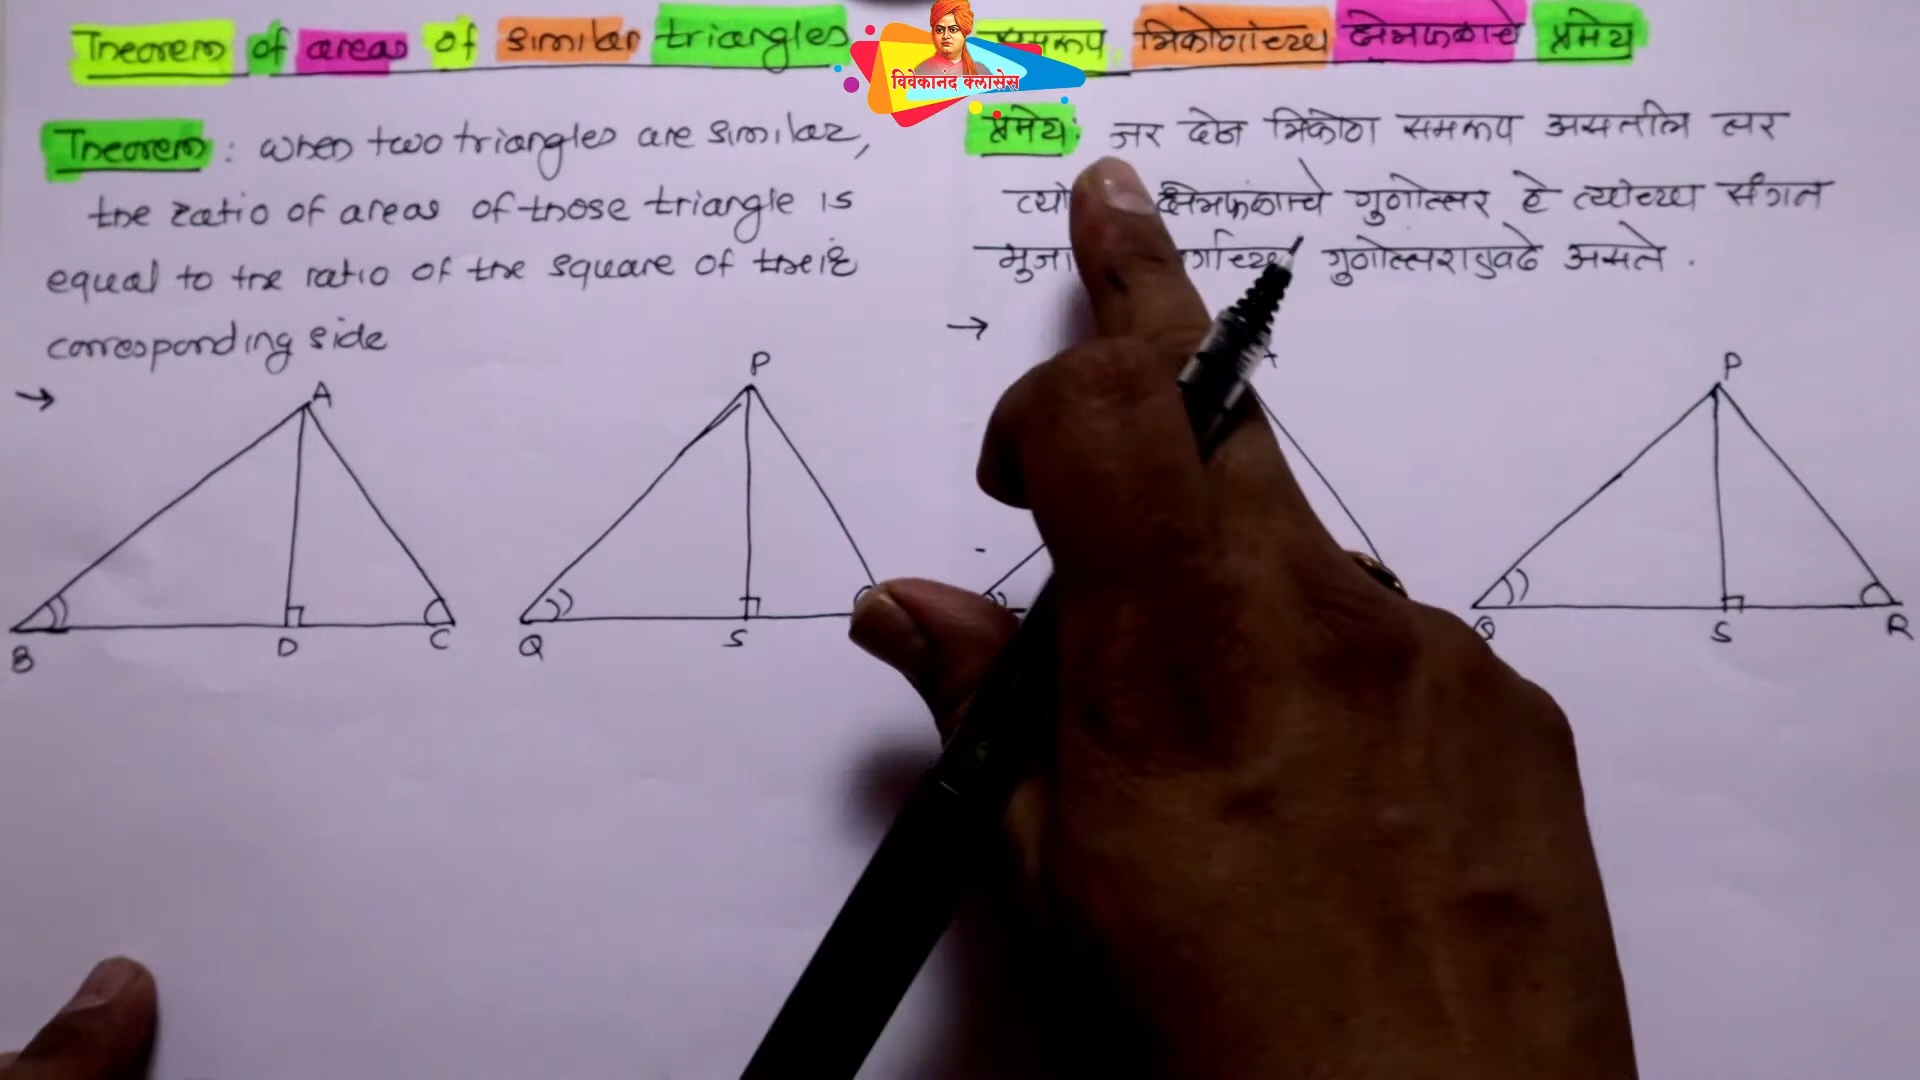 Theorem of areas of similar triangles
त्रिकोणांच्या क्षेत्रफळाचे प्रमेय
विवेकानंद क्लासेस
Theorem : when two triangles are similar,
the ratio of areas of those triangle is
equal to the ratio of the square of their
corresponding side
→
प्रमेय: जर दोन त्रिकोण समरूप असतील तर
क्षेत्रफळाचे गुणोत्तर हे त्यांच्या संगत
गुणोत्तराएवढे असते .
→
A
B
D
C
P
Q
S
P
Q
S
R